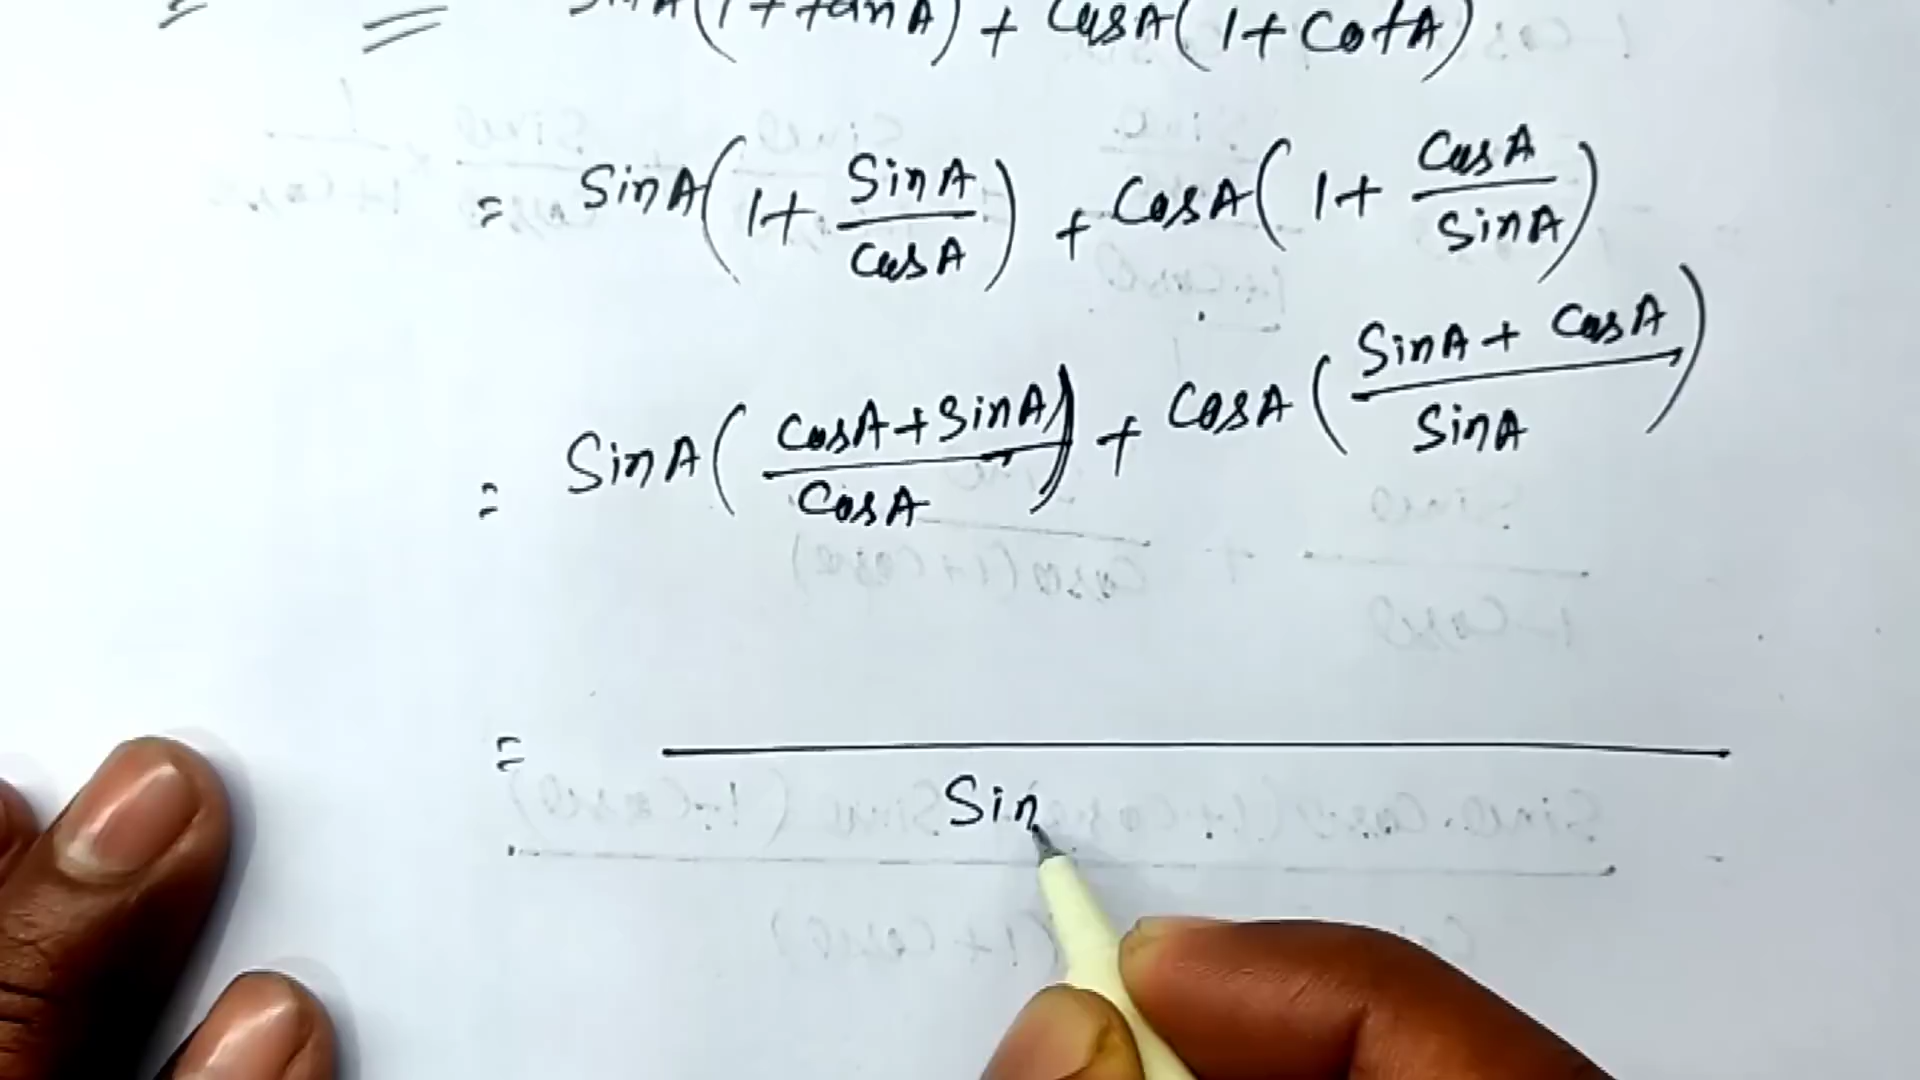 = SinA(1+tanA) + CosA(1+CotA)
= SinA(1+ SinA/CosA) + CosA(1+ CosA/SinA)
= SinA(CosA+SinA/CosA) + CosA(SinA+CosA/SinA)
= Sin